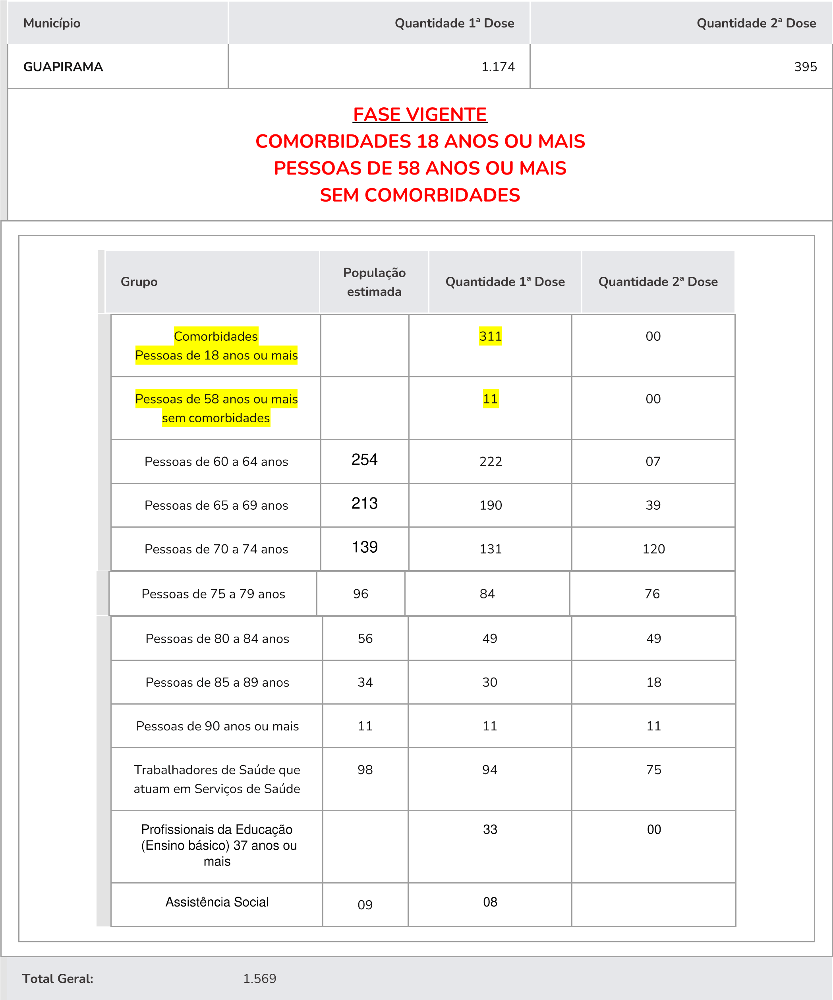 Município Quantidade 1ª Dose Quantidade 2ª Dose
GUAPIRAMA 1.174 395
FASE VIGENTE
COMORBIDADES 18 ANOS OU MAIS
PESSOAS DE 58 ANOS OU MAIS
SEM COMORBIDADES
Grupo População estimada Quantidade 1ª Dose Quantidade 2ª Dose
Comorbidades 311 00
Pessoas de 18 anos ou mais
Pessoas de 58 anos ou mais 11 00
sem comorbidades
Pessoas de 60 a 64 anos 254 222 07
Pessoas de 65 a 69 anos 213 190 39
Pessoas de 70 a 74 anos 139 131 120
Pessoas de 75 a 79 anos 96 84 76
Pessoas de 80 a 84 anos 56 49 49
Pessoas de 85 a 89 anos 34 30 18
Pessoas de 90 anos ou mais 11 11 11
Trabalhadores de Saúde que 98 94 75
atuam em Serviços de Saúde
Profissionais da Educação 33 00
(Ensino básico) 37 anos ou
mais
Assistência Social 09 08
Total Geral: 1.569